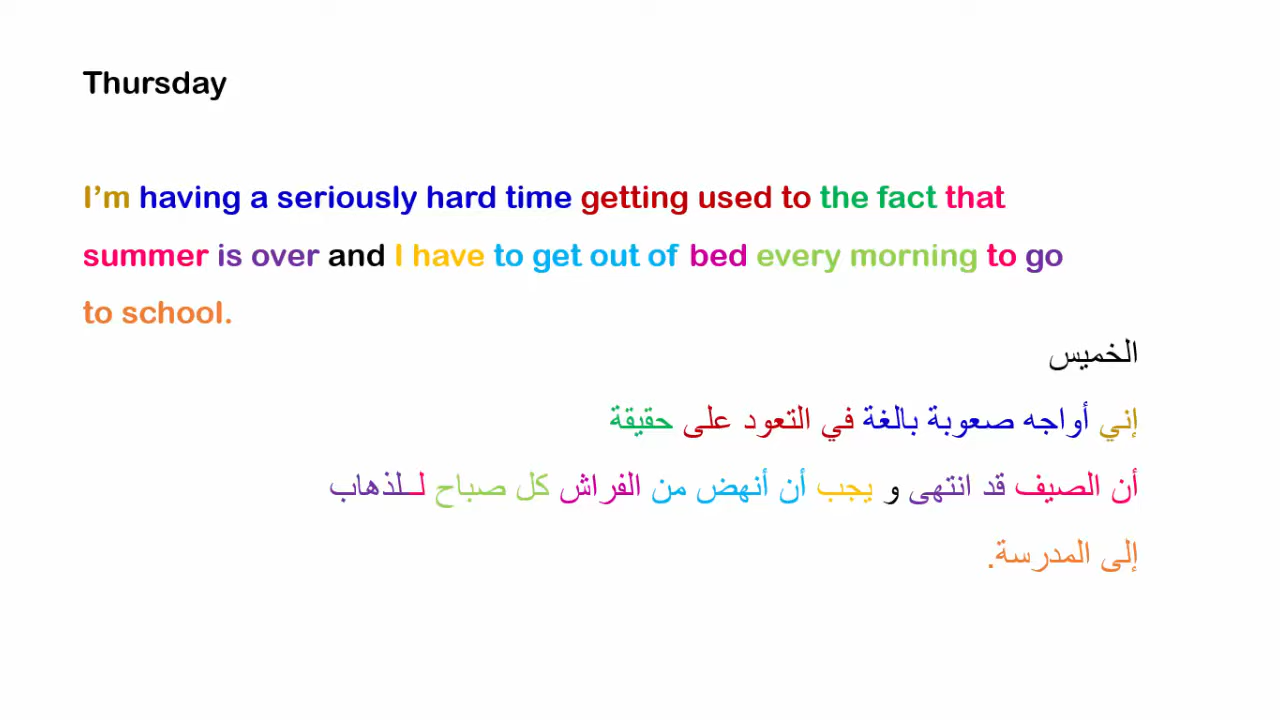 Thursday
I’m having a seriously hard time getting used to the fact that
summer is over and I have to get out of bed every morning to go
to school.
الخميس
إني أواجه صعوبة بالغة في التعود على حقيقة
أن الصيف قد انتهى و يجب أن أنهض من الفراش كل صباح لــلذهاب
إلى المدرسة.